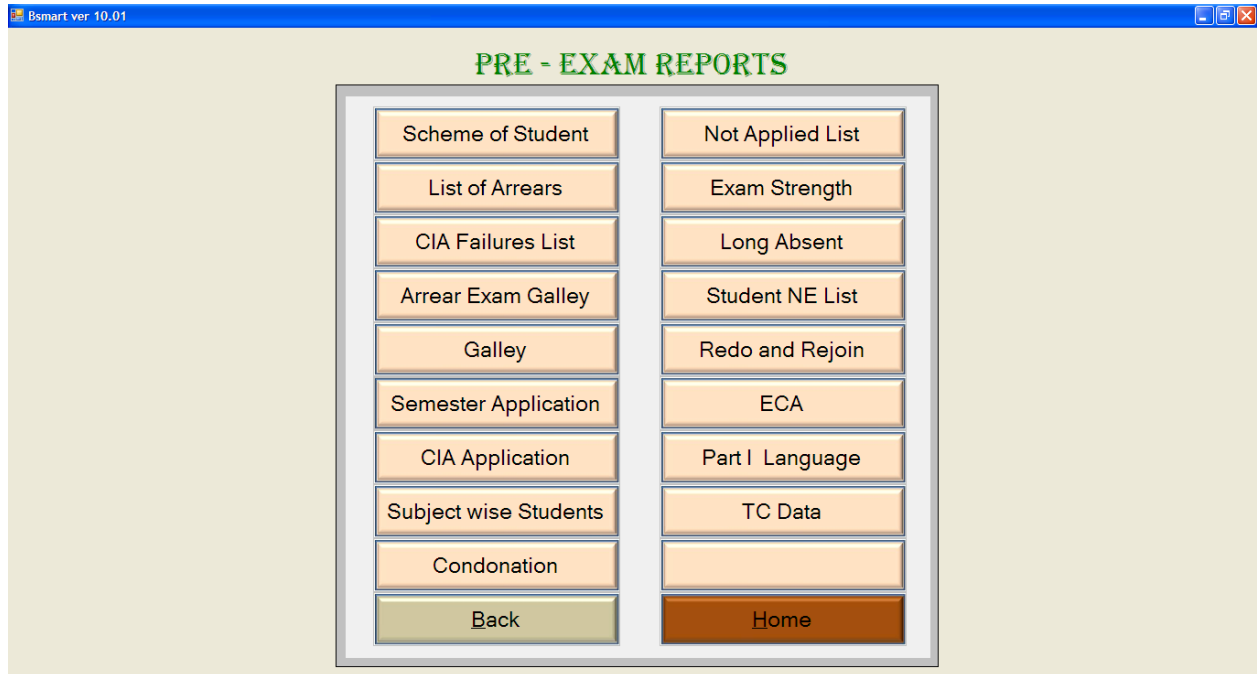 Bsmart ver 10.01
PRE - EXAM REPORTS
Scheme of Student
Not Applied List
List of Arrears
Exam Strength
CIA Failures List
Long Absent
Arrear Exam Galley
Student NE List
Galley
Redo and Rejoin
Semester Application
ECA
CIA Application
Part I  Language
Subject wise Students
TC Data
Condonation
Back
Home